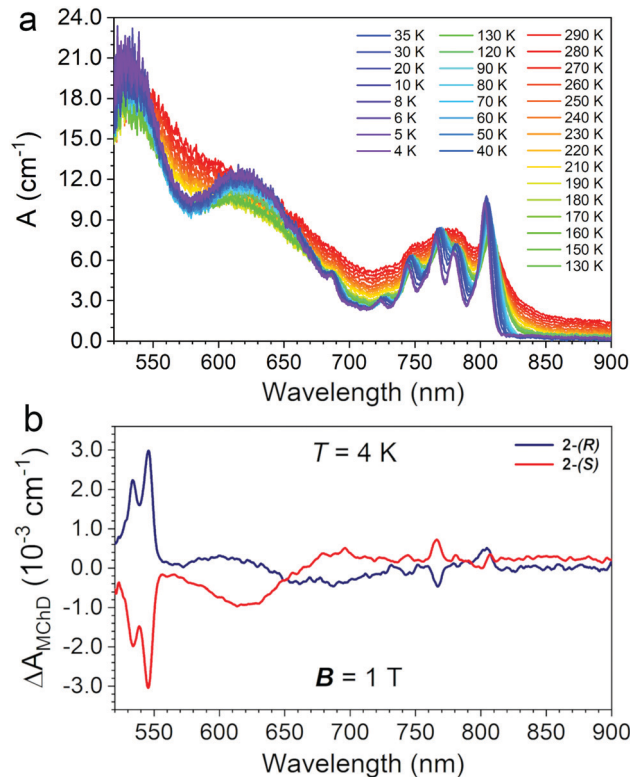 a
24.0
21.0
18.0
15.0
12.0
9.0
6.0
3.0
0.0
A (cm⁻¹)
35 K 130 K 290 K
30 K 120 K 280 K
20 K 90 K 270 K
10 K 80 K 260 K
8 K 70 K 250 K
6 K 60 K 240 K
5 K 50 K 230 K
4 K 40 K 220 K
210 K
190 K
180 K
170 K
160 K
150 K
130 K
550 600 650 700 750 800 850 900
Wavelength (nm)
b
3.0
2.0
1.0
0.0
-1.0
-2.0
-3.0
ΔA_MChD (10⁻³ cm⁻¹)
T = 4 K
2-(R)
2-(S)
B = 1 T
550 600 650 700 750 800 850 900
Wavelength (nm)